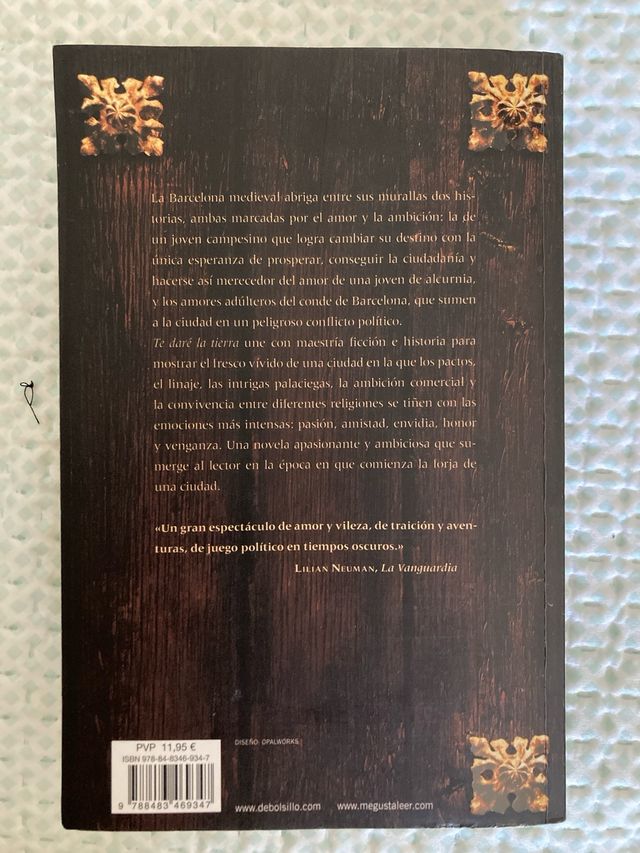 La Barcelona medieval abriga entre sus murallas dos his-
torias, ambas marcadas por el amor y la ambición: la de
un joven campesino que logra cambiar su destino con la
única esperanza de prosperar, conseguir la ciudadanía y
hacerse así merecedor del amor de una joven de alcurnia,
y los amores adúlteros del conde de Barcelona, que sumen
a la ciudad en un peligroso conflicto político.
Te daré la tierra une con maestría ficción e historia para
mostrar el fresco vívido de una ciudad en la que los pactos,
el linaje, las intrigas palaciegas, la ambición comercial y
la convivencia entre diferentes religiones se tiñen con las
emociones más intensas: pasión, amistad, envidia, honor
y venganza. Una novela apasionante y ambiciosa que su-
merge al lector en la época en que comienza la forja de
una ciudad.
«Un gran espectáculo de amor y vileza, de traición y aven-
turas, de juego político en tiempos oscuros.»
LILIAN NEUMAN, La Vanguardia
PVP 11,95 €
ISBN 978-84-8346-934-7
9 788483 469347
DISEÑO: OPALWORKS
www.debolsillo.com www.megustaleer.com